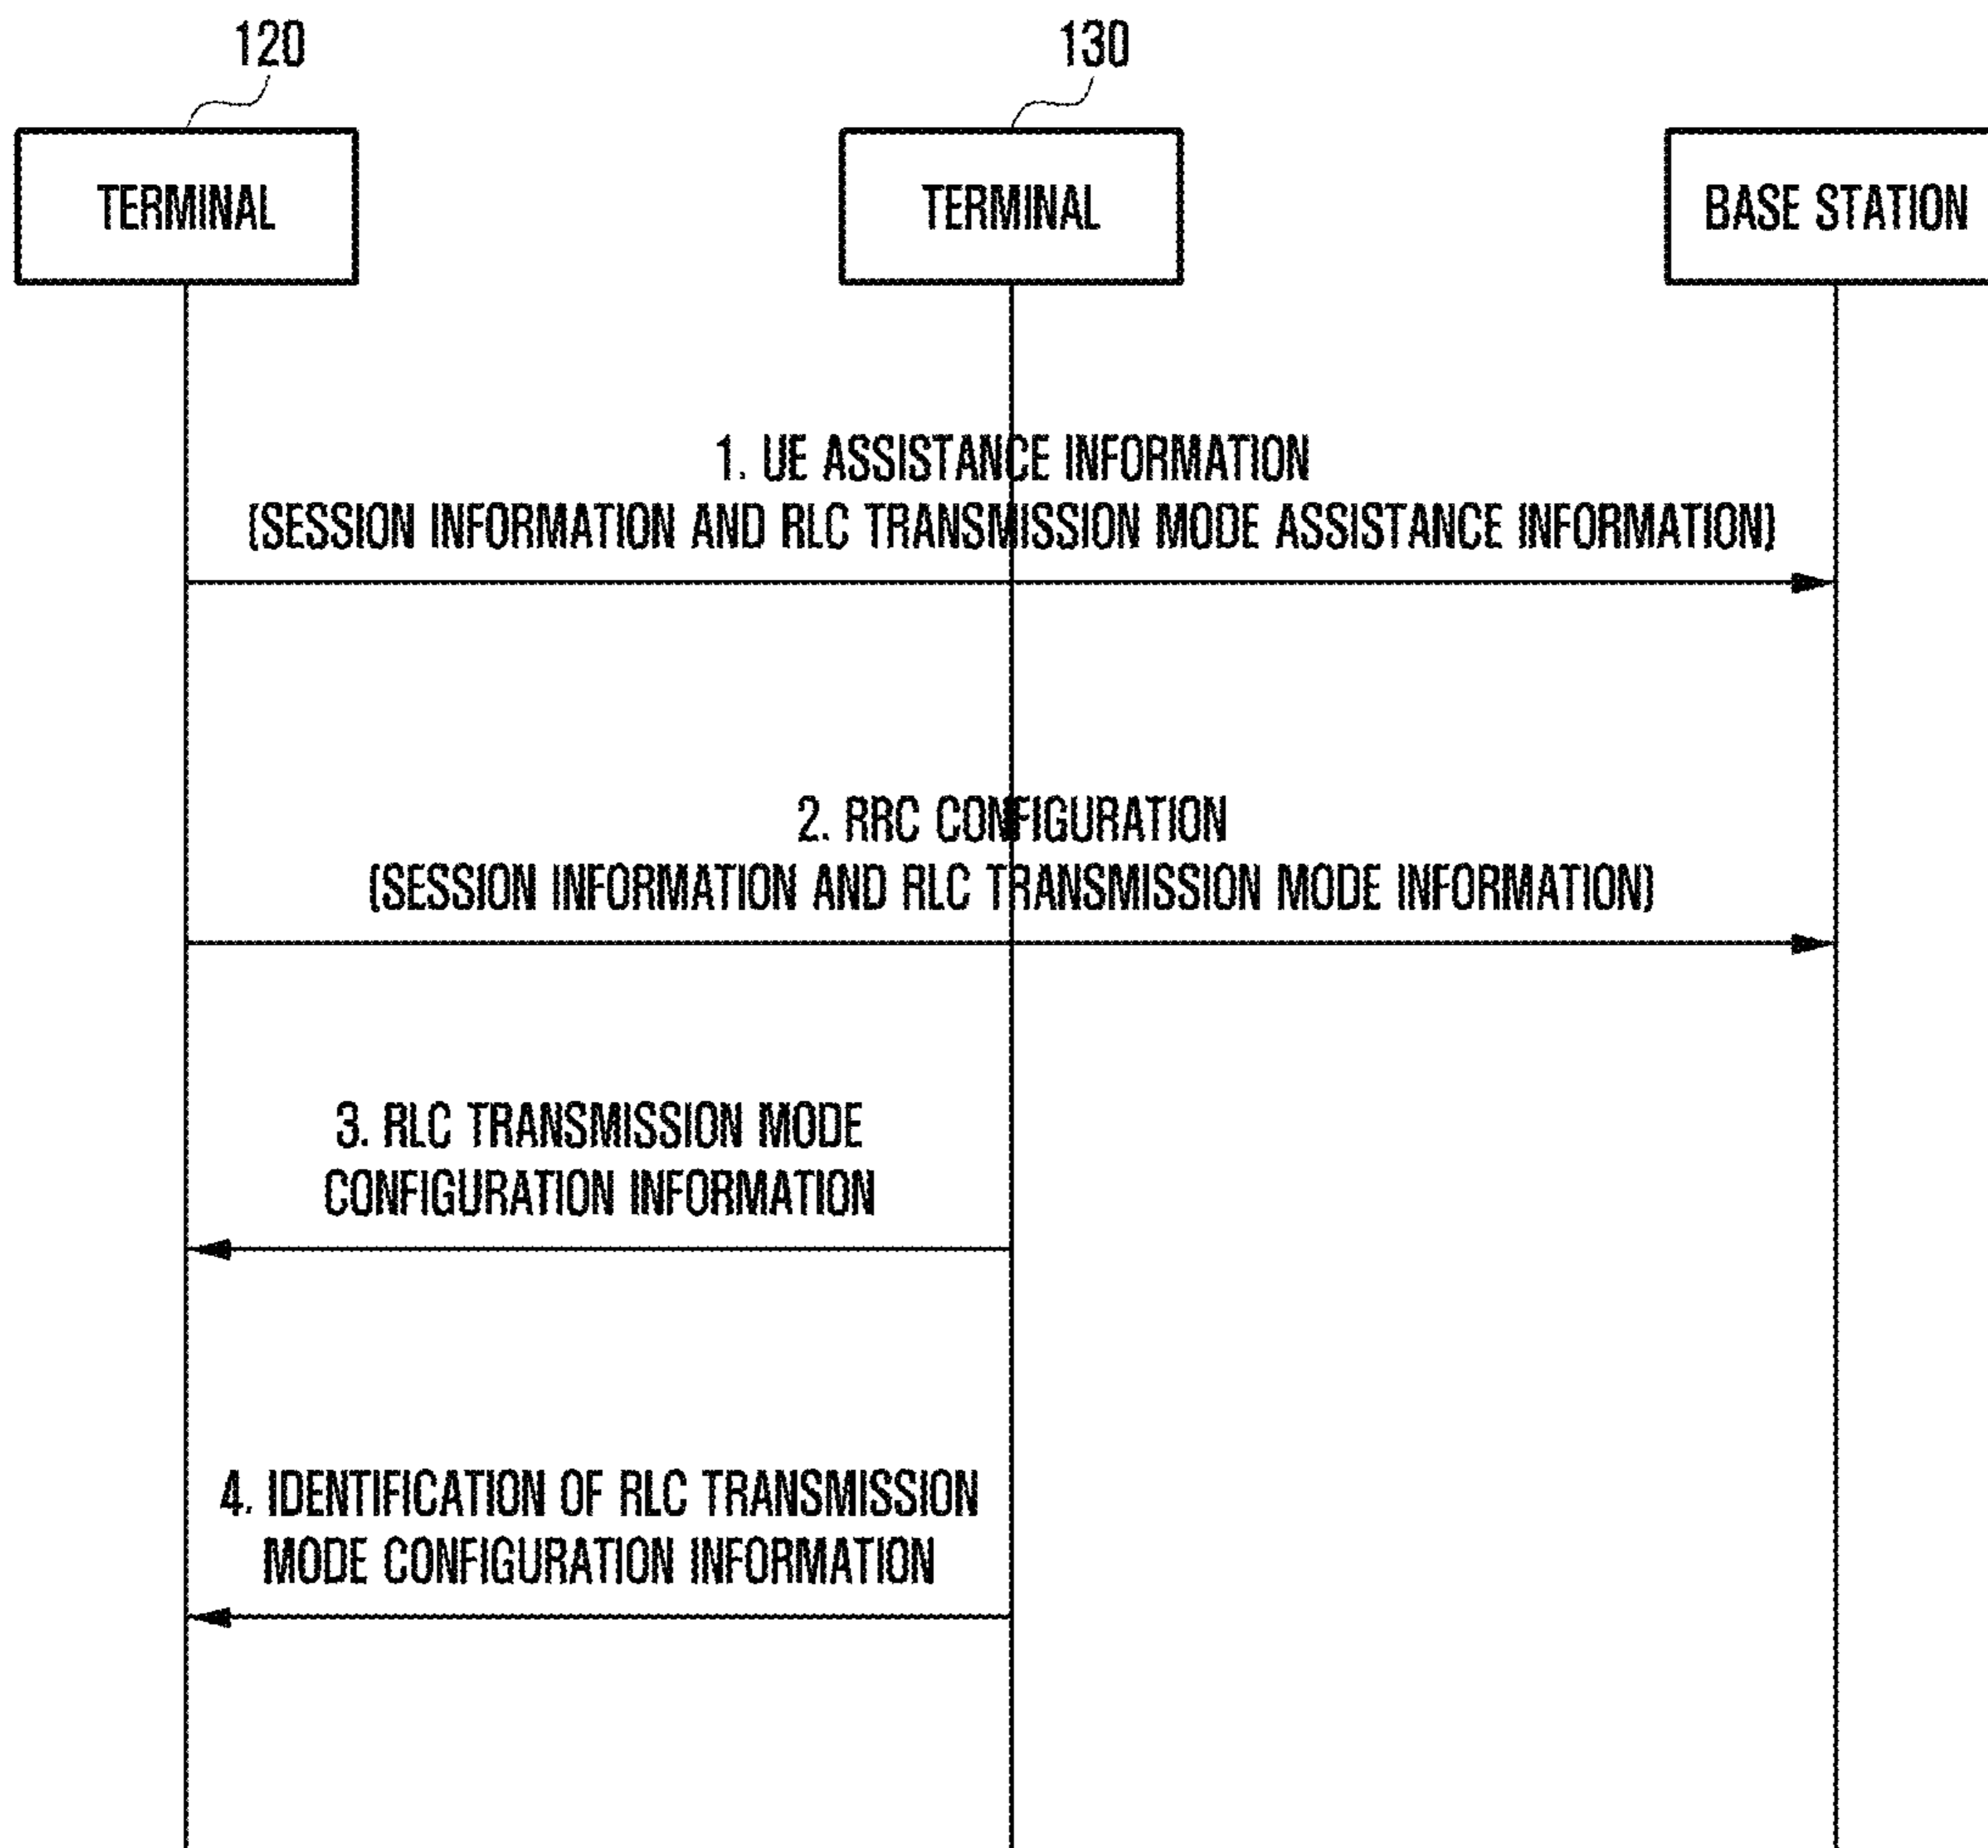 120
130
TERMINAL
TERMINAL
BASE STATION
1. UE ASSISTANCE INFORMATION
(SESSION INFORMATION AND RLC TRANSMISSION MODE ASSISTANCE INFORMATION)
2. RRC CONFIGURATION
(SESSION INFORMATION AND RLC TRANSMISSION MODE INFORMATION)
3. RLC TRANSMISSION MODE
CONFIGURATION INFORMATION
4. IDENTIFICATION OF RLC TRANSMISSION
MODE CONFIGURATION INFORMATION